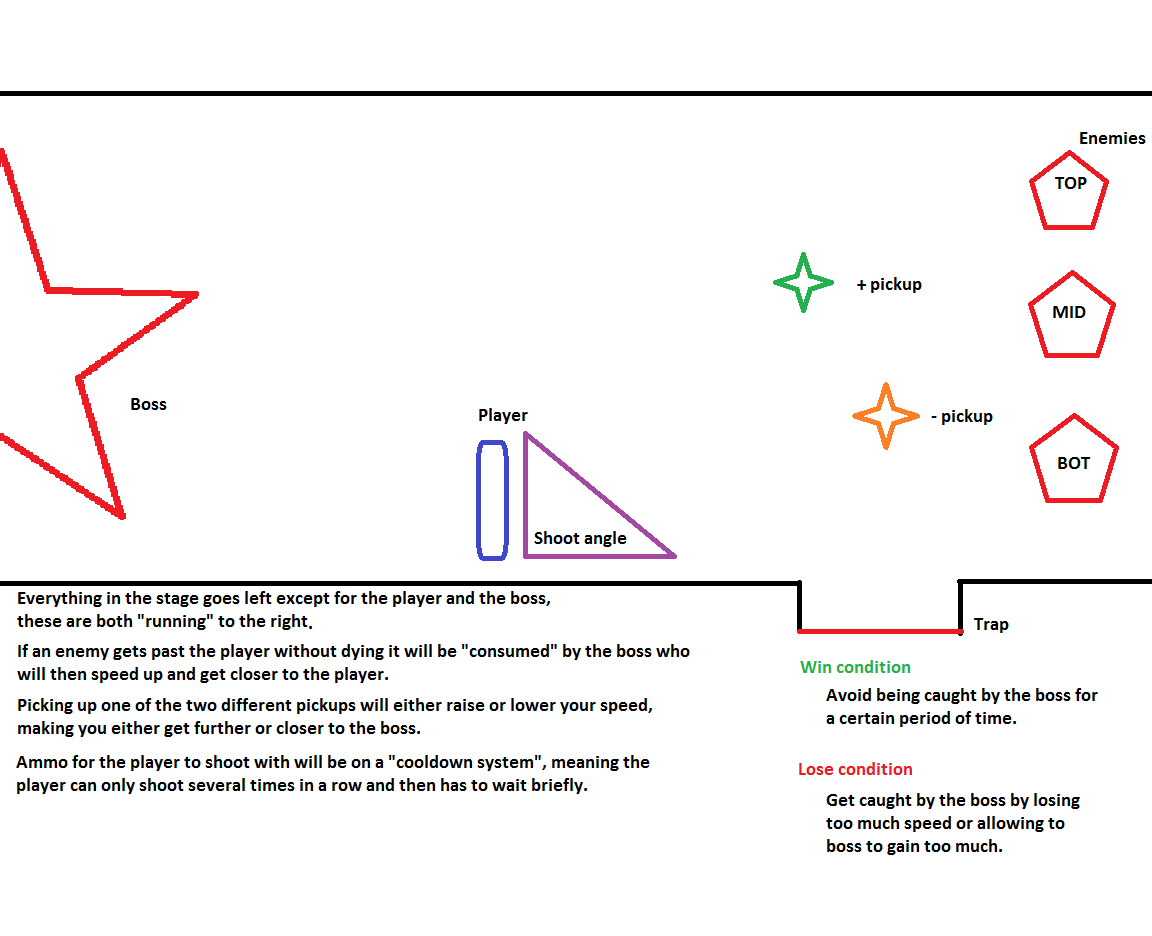 Enemies
TOP
+ pickup
MID
Boss
Player
- pickup
BOT
Shoot angle
Everything in the stage goes left except for the player and the boss,
these are both "running" to the right.
If an enemy gets past the player without dying it will be "consumed" by the boss who
will then speed up and get closer to the player.
Picking up one of the two different pickups will either raise or lower your speed,
making you either get further or closer to the boss.
Ammo for the player to shoot with will be on a "cooldown system", meaning the
player can only shoot several times in a row and then has to wait briefly.
Trap
Win condition
Avoid being caught by the boss for
a certain period of time.
Lose condition
Get caught by the boss by losing
too much speed or allowing to
boss to gain too much.